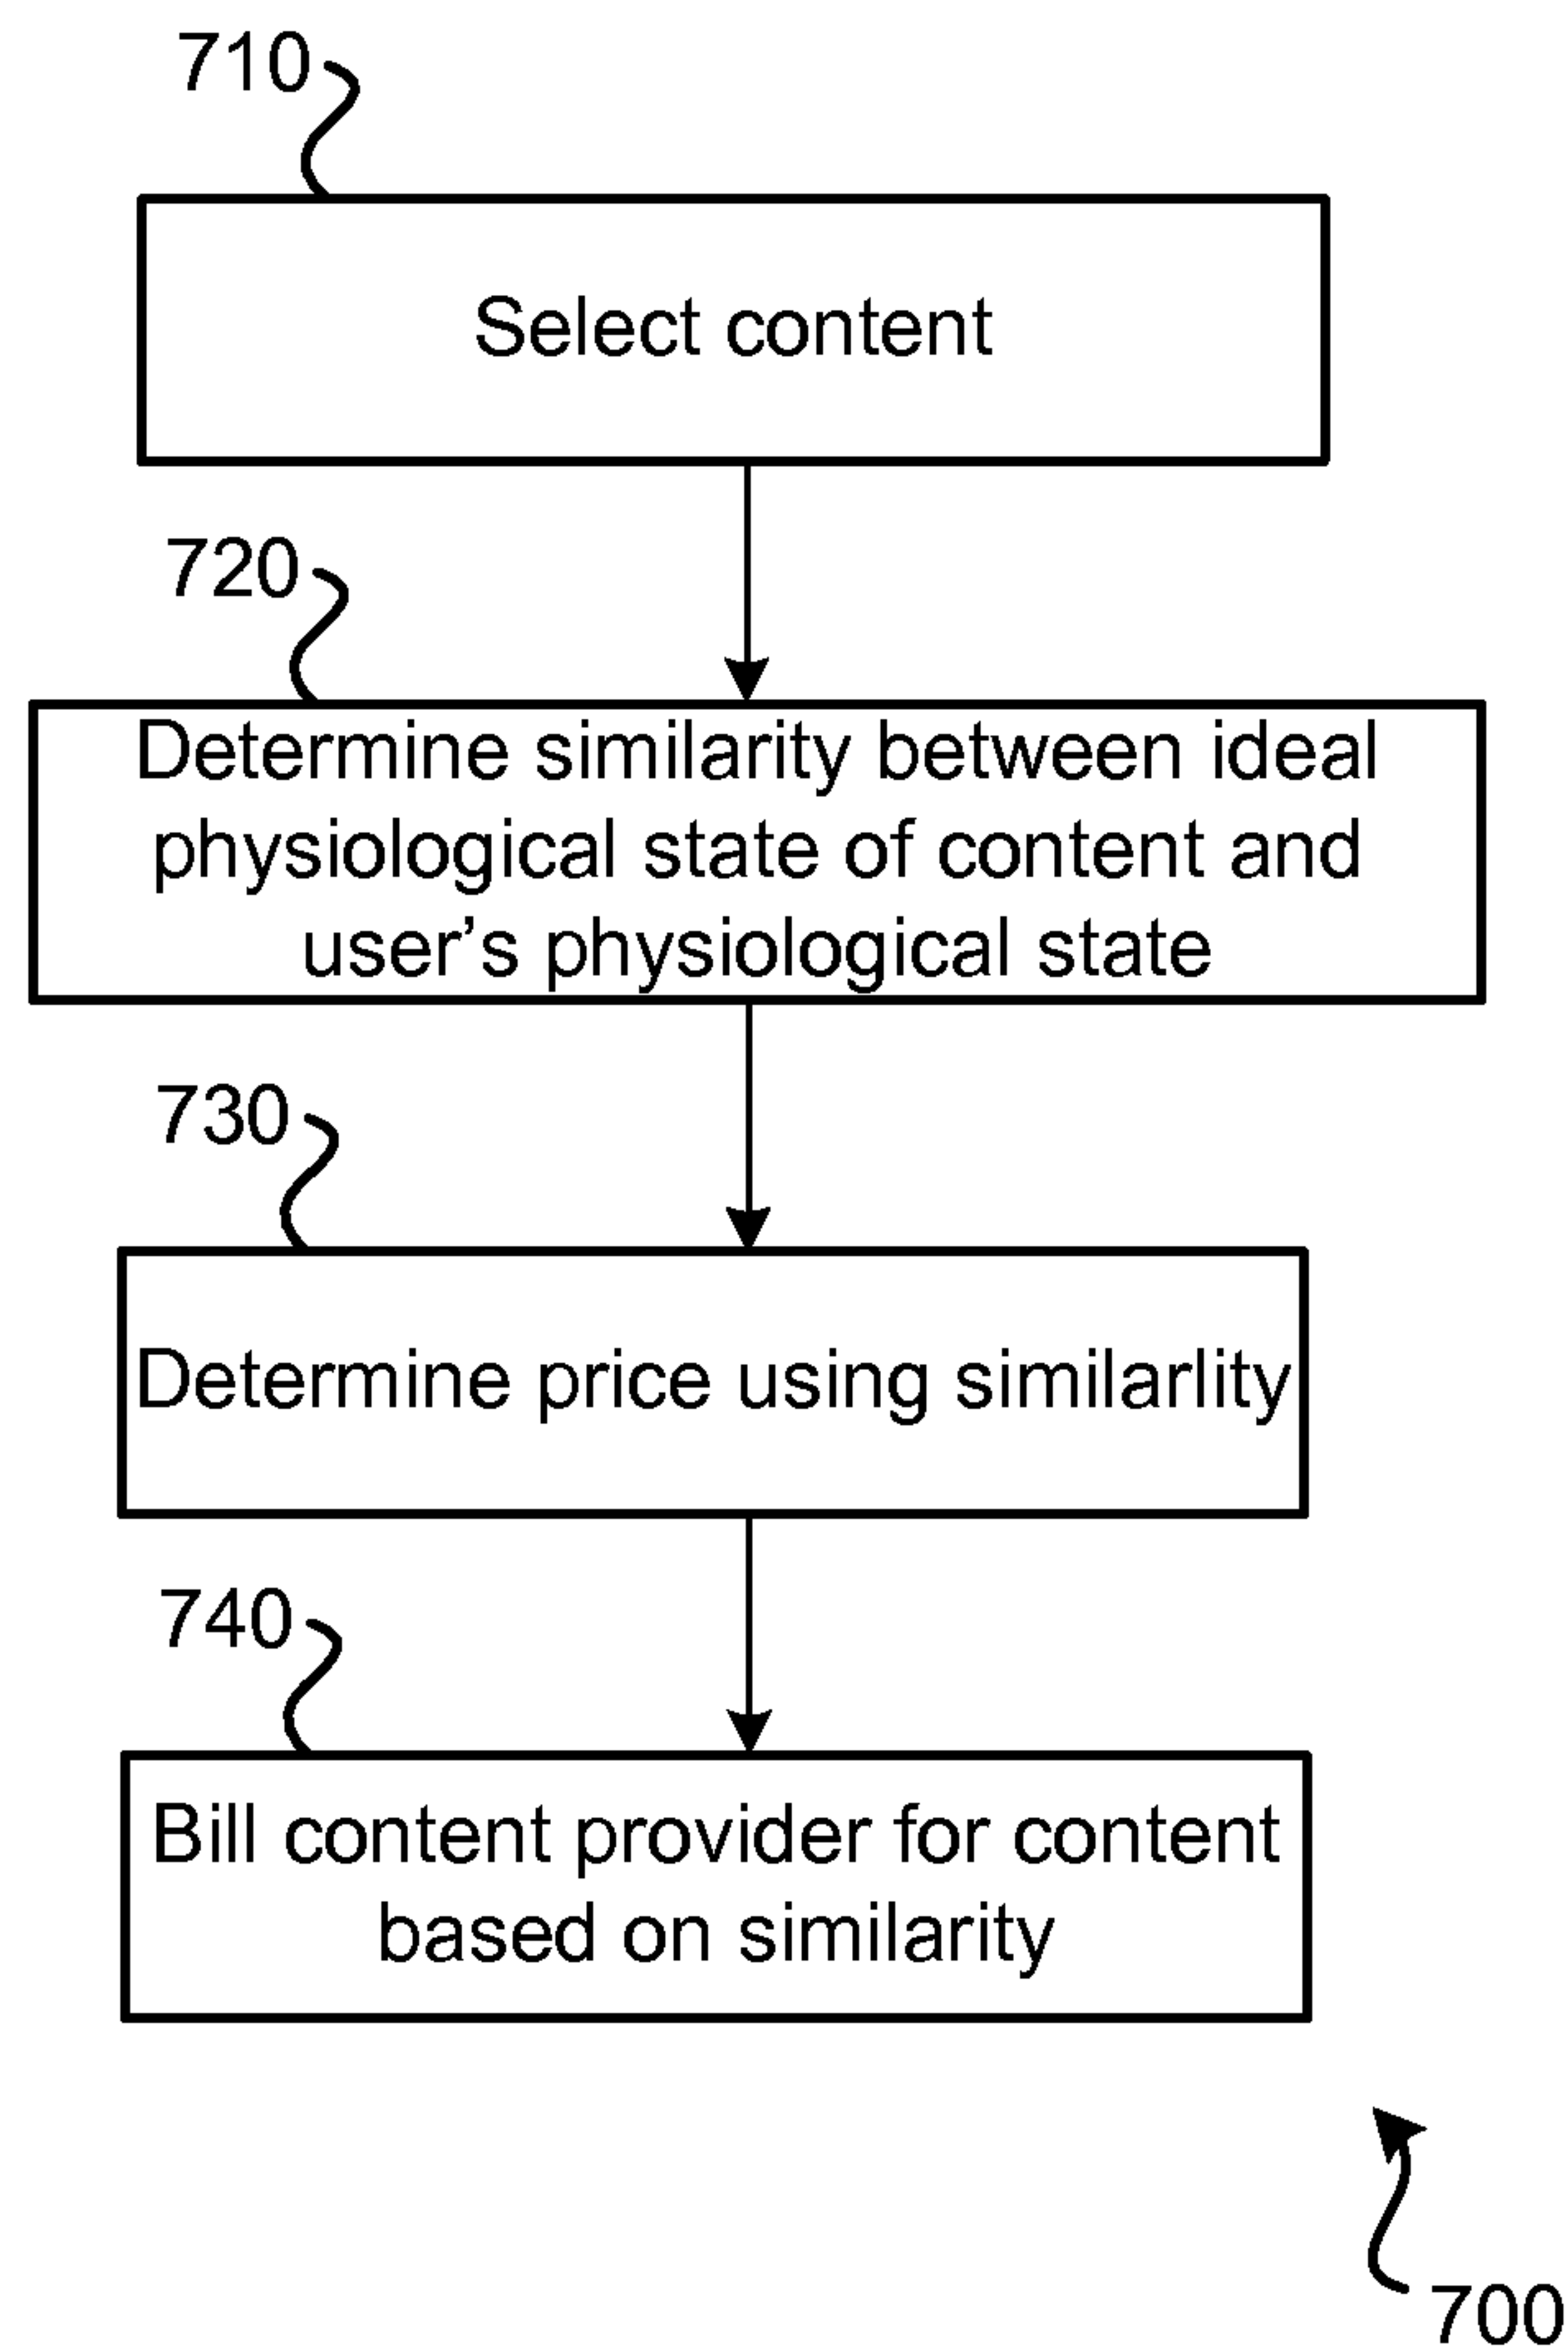 710
Select content
720
Determine similarity between ideal
physiological state of content and
user’s physiological state
730
Determine price using similarlity
740
Bill content provider for content
based on similarity
700